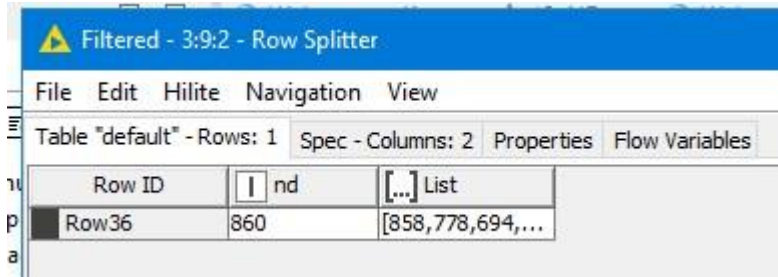 Filtered - 3:9:2 - Row Splitter
File Edit Hilite Navigation View
Table "default" - Rows: 1 Spec - Columns: 2 Properties Flow Variables
Row ID I nd [...] List
Row36 860 [858,778,694,...